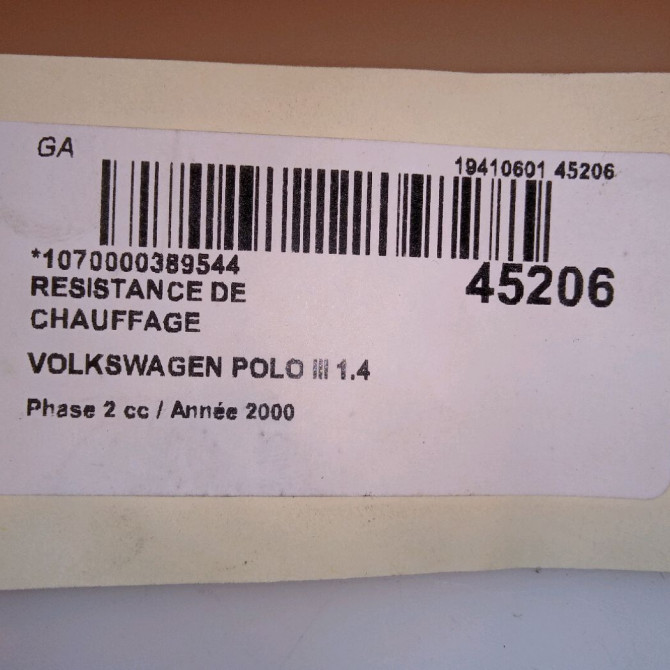 GA
19410601 45206
*1070000389544
45206
RESISTANCE DE
CHAUFFAGE
VOLKSWAGEN POLO III 1.4
Phase 2 cc / Année 2000